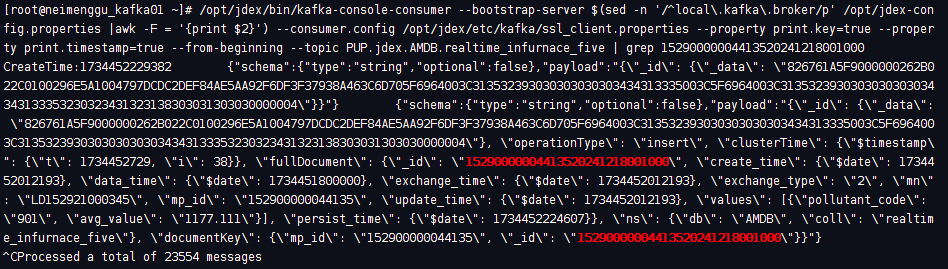 [root@neimenggu_kafka01 ~]# /opt/jdex/bin/kafka-console-consumer --bootstrap-server $(sed -n '/^local\.kafka\.broker/p' /opt/jdex-con
fig.properties |awk -F = '{print $2}') --consumer.config /opt/jdex/etc/kafka/ssl_client.properties --property print.key=true --proper
ty print.timestamp=true --from-beginning --topic PUP.jdex.AMDB.realtime_infurnace_five | grep 15290000004413520241218001000
CreateTime:1734452229382 {"schema":{"type":"string","optional":false},"payload":"{\"_id\": {\"_data\": \"826761A5F9000000262B0
22C0100296E5A1004797DCDC2DEF84AE5AA92F6DF3F37938A463C6D705F6964003C313532393030303030303434313335003C5F6964003C3135323930303030303034
34313335323032343132313830303130303030000004\"}}"} {"schema":{"type":"string","optional":false},"payload":"{\"_id\": {\"_data\":
\"826761A5F9000000262B022C0100296E5A1004797DCDC2DEF84AE5AA92F6DF3F37938A463C6D705F6964003C313532393030303030303434313335003C5F696400
3C31353239303030303030343431333532303234313231383030313030303000004\"}, \"operationType\": \"insert\", \"clusterTime\": {\"$timestamp\
": {\"t\": 1734452729, \"i\": 38}}, \"fullDocument\": {\"_id\": \"15290000004413520241218001000\", \"create_time\": {\"$date\": 17344
52012193}, \"data_time\": {\"$date\": 1734451800000}, \"exchange_time\": {\"$date\": 1734452012193}, \"exchange_type\": \"2\", \"mn\"
: \"LD152921000345\", \"mp_id\": \"152900000044135\", \"update_time\": {\"$date\": 1734452012193}, \"values\": [{\"pollutant_code\":
\"901\", \"avg_value\": \"1177.111\"}], \"persist_time\": {\"$date\": 1734452224607}}, \"ns\": {\"db\": \"AMDB\", \"coll\": \"realtim
e_infurnace_five\"}, \"documentKey\": {\"mp_id\": \"152900000044135\", \"_id\": \"15290000004413520241218001000\"}}"}
^CProcessed a total of 23554 messages